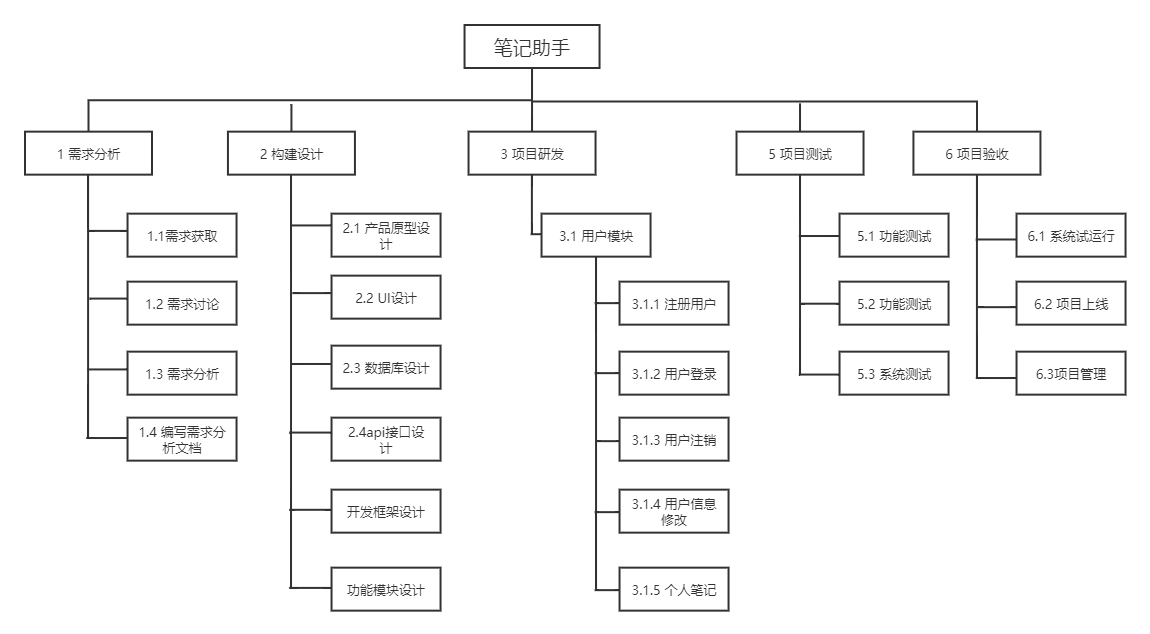 笔记助手
1 需求分析
2 构建设计
3 项目研发
5 项目测试
6 项目验收
1.1需求获取
1.2 需求讨论
1.3 需求分析
1.4 编写需求分
析文档
2.1 产品原型设
计
2.2 UI设计
2.3 数据库设计
2.4api接口设
计
开发框架设计
功能模块设计
3.1 用户模块
3.1.1 注册用户
3.1.2 用户登录
3.1.3 用户注销
3.1.4 用户信息
修改
3.1.5 个人笔记
5.1 功能测试
5.2 功能测试
5.3 系统测试
6.1 系统试运行
6.2 项目上线
6.3项目管理